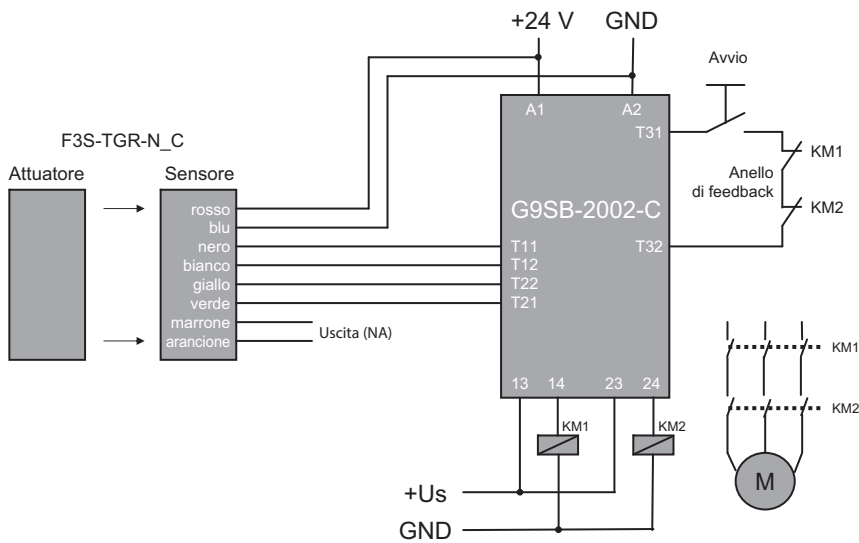 +24 V
GND
Avvio
A1
A2
T31
F3S-TGR-N_C
Attuatore
Sensore
KM1
Anello
di feedback
rosso
KM2
G9SB-2002-C
blu
nero
T11
T32
bianco
T12
giallo
T22
verde
T21
marrone
Uscita (NA)
arancione
KM1
13
14
23
24
KM2
KM1
KM2
M
+Us
GND